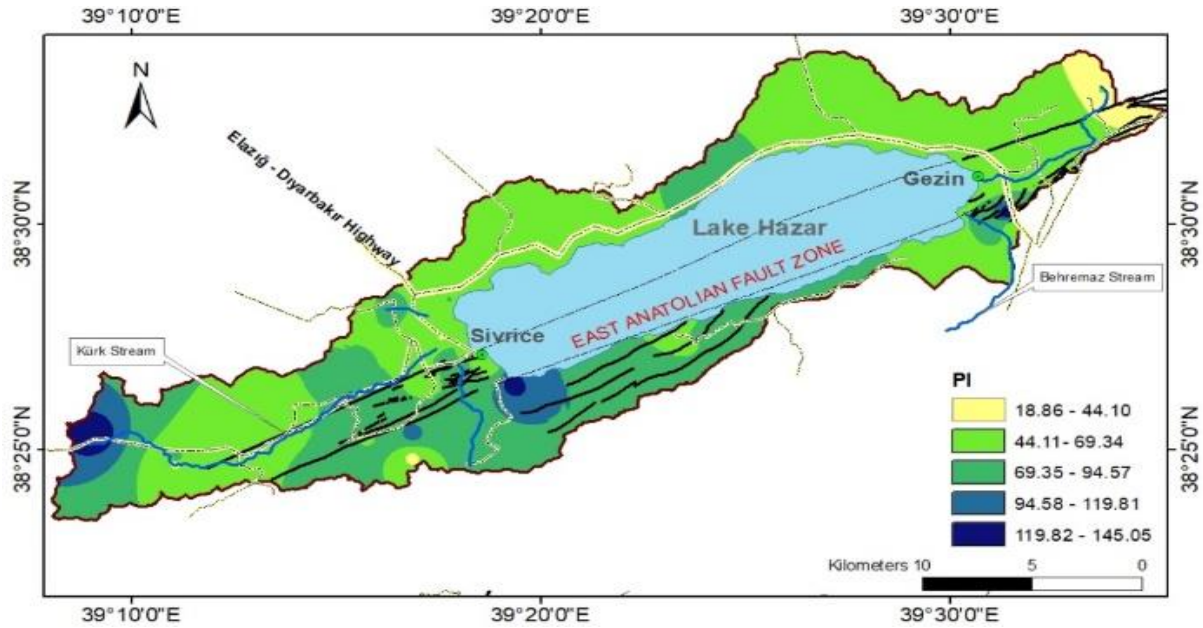 39°10'0"E 39°20'0"E 39°30'0"E
N
Elazığ - Diyarbakır Highway
Gezin
38°30'0"N 38°30'0"N
Lake Hazar
EAST ANATOLIAN FAULT ZONE
Behremaz Stream
Sivrice
Kürk Stream
PI
18.86 - 44.10
44.11- 69.34
38°25'0"N 38°25'0"N
69.35 - 94.57
94.58 - 119.81
119.82 - 145.05
Kilometers 10 5 0
39°10'0"E 39°20'0"E 39°30'0"E